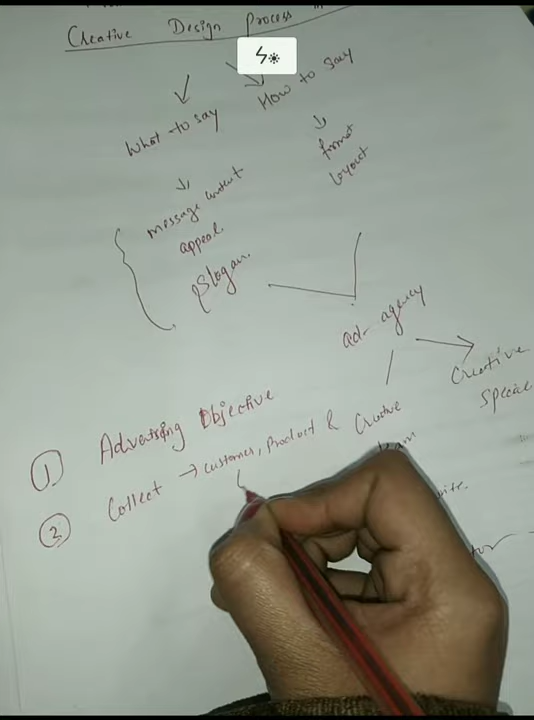 Creative Design Process
What to say
How to say
format
layout
message content
appeal
Slogan
ad-agency
Creative
① Advertising Objective
Creative
② Collect → customer, Product &